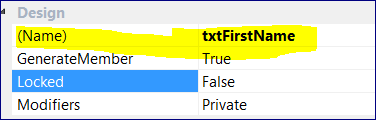 Design
(Name) txtFirstName
GenerateMember True
Locked False
Modifiers Private